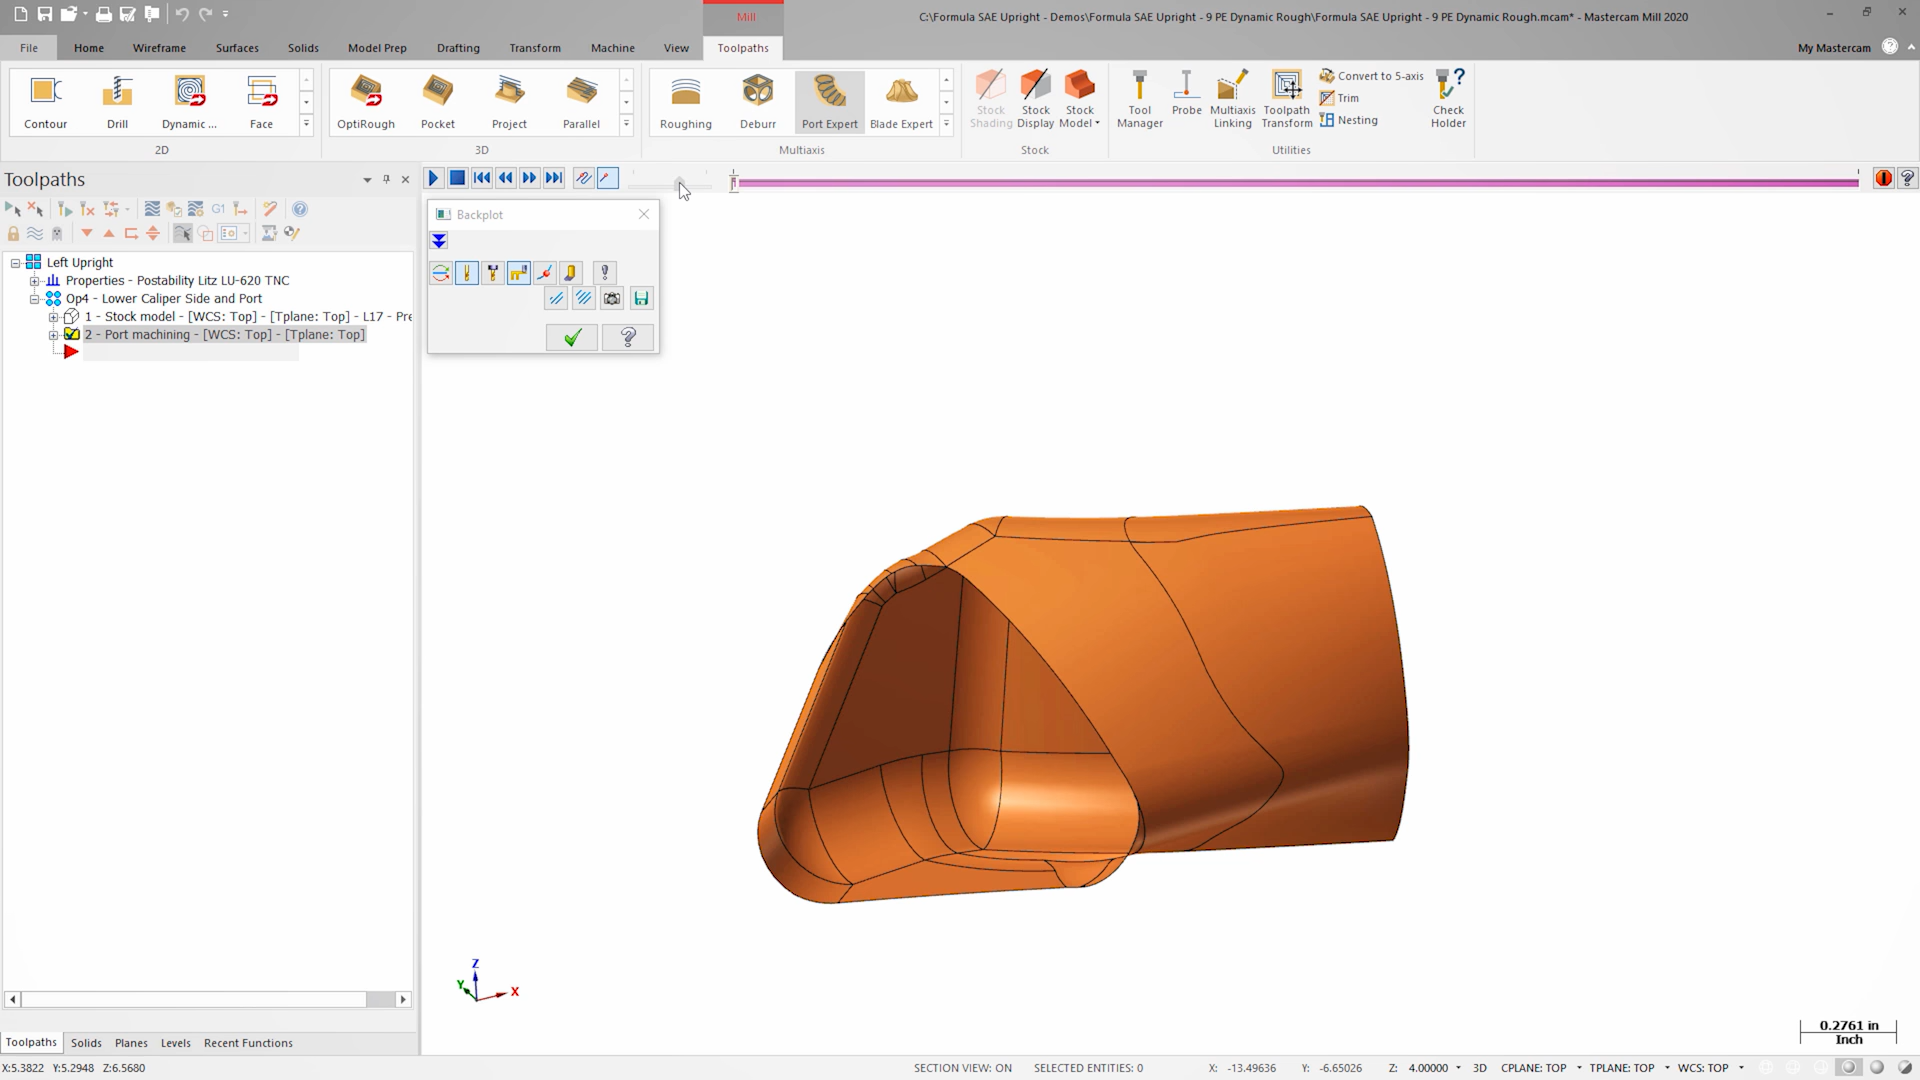 Mill
C:\Formula SAE Upright - Demos\Formula SAE Upright - 9 PE Dynamic Rough\Formula SAE Upright - 9 PE Dynamic Rough.mcam* - Mastercam Mill 2020
File Home Wireframe Surfaces Solids Model Prep Drafting Transform Machine View Toolpaths My Mastercam
Contour Drill Dynamic ... Face
2D
OptiRough Pocket Project Parallel
3D
Roughing Deburr Port Expert Blade Expert
Multiaxis
Stock Shading
Stock Display
Stock Model
Stock
Tool Manager
Probe
Multiaxis Linking
Toolpath Transform
Convert to 5-axis
Trim
Nesting
Check Holder
Utilities
Toolpaths
G1
Backplot
Left Upright
Properties - Postability Litz LU-620 TNC
Op4 - Lower Caliper Side and Port
1 - Stock model - [WCS: Top] - [Tplane: Top] - L17 - Pre
2 - Port machining - [WCS: Top] - [Tplane: Top]
Z
Y
X
0.2761 in
Inch
Toolpaths Solids Planes Levels Recent Functions
X:5.3822 Y:5.2948 Z:6.5680
SECTION VIEW: ON SELECTED ENTITIES: 0 X: -13.49636 Y: -6.65026 Z: 4.00000 3D CPLANE: TOP TPLANE: TOP WCS: TOP